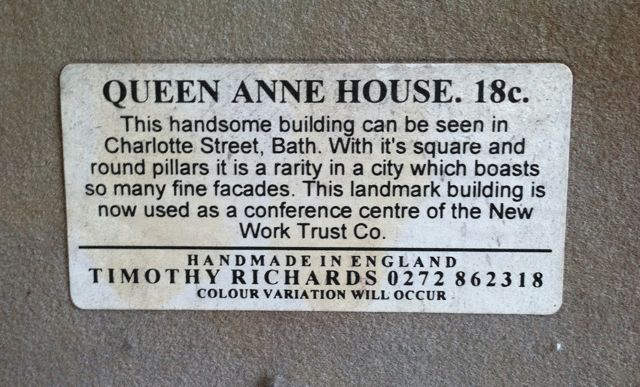 QUEEN ANNE HOUSE. 18c.
This handsome building can be seen in
Charlotte Street, Bath. With it's square and
round pillars it is a rarity in a city which boasts
so many fine facades. This landmark building is
now used as a conference centre of the New
Work Trust Co.
HANDMADE IN ENGLAND
TIMOTHY RICHARDS 0272 862318
COLOUR VARIATION WILL OCCUR